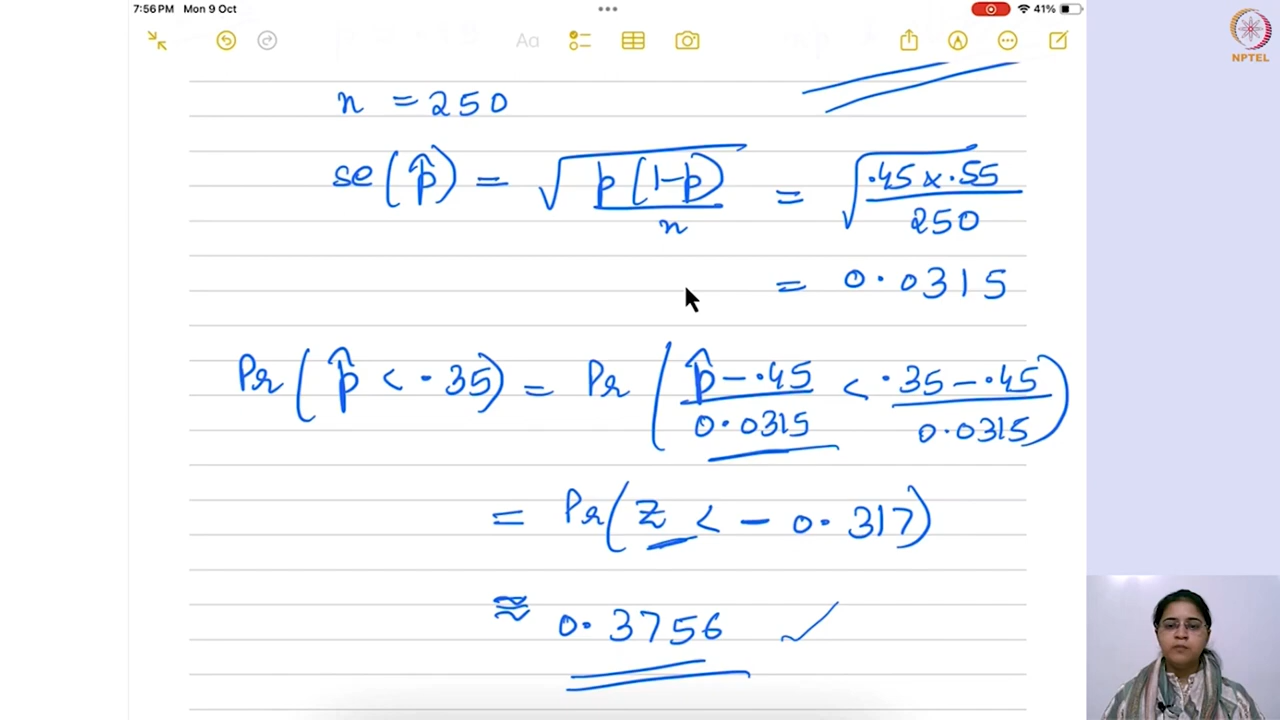 7:56 PM Mon 9 Oct
41%
NPTEL
Aa
n = 250
se(p̂) = √(p(1-p)/n) = √(.45 x .55/250)
= 0.0315
Pr(p̂ < .35) = Pr((p̂ - .45)/0.0315 < (.35 - .45)/0.0315)
= Pr(z < - 0.317)
≈ 0.3756 ✓